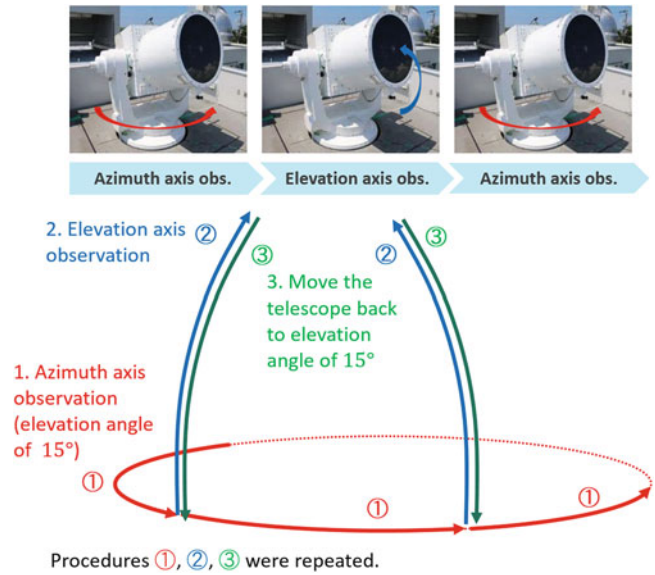 Azimuth axis obs.
Elevation axis obs.
Azimuth axis obs.
2. Elevation axis
observation
②
③
②
③
3. Move the
telescope back
to elevation
angle of 15°
1. Azimuth axis
observation
(elevation angle
of 15°)
①
①
①
Procedures ①, ②, ③ were repeated.